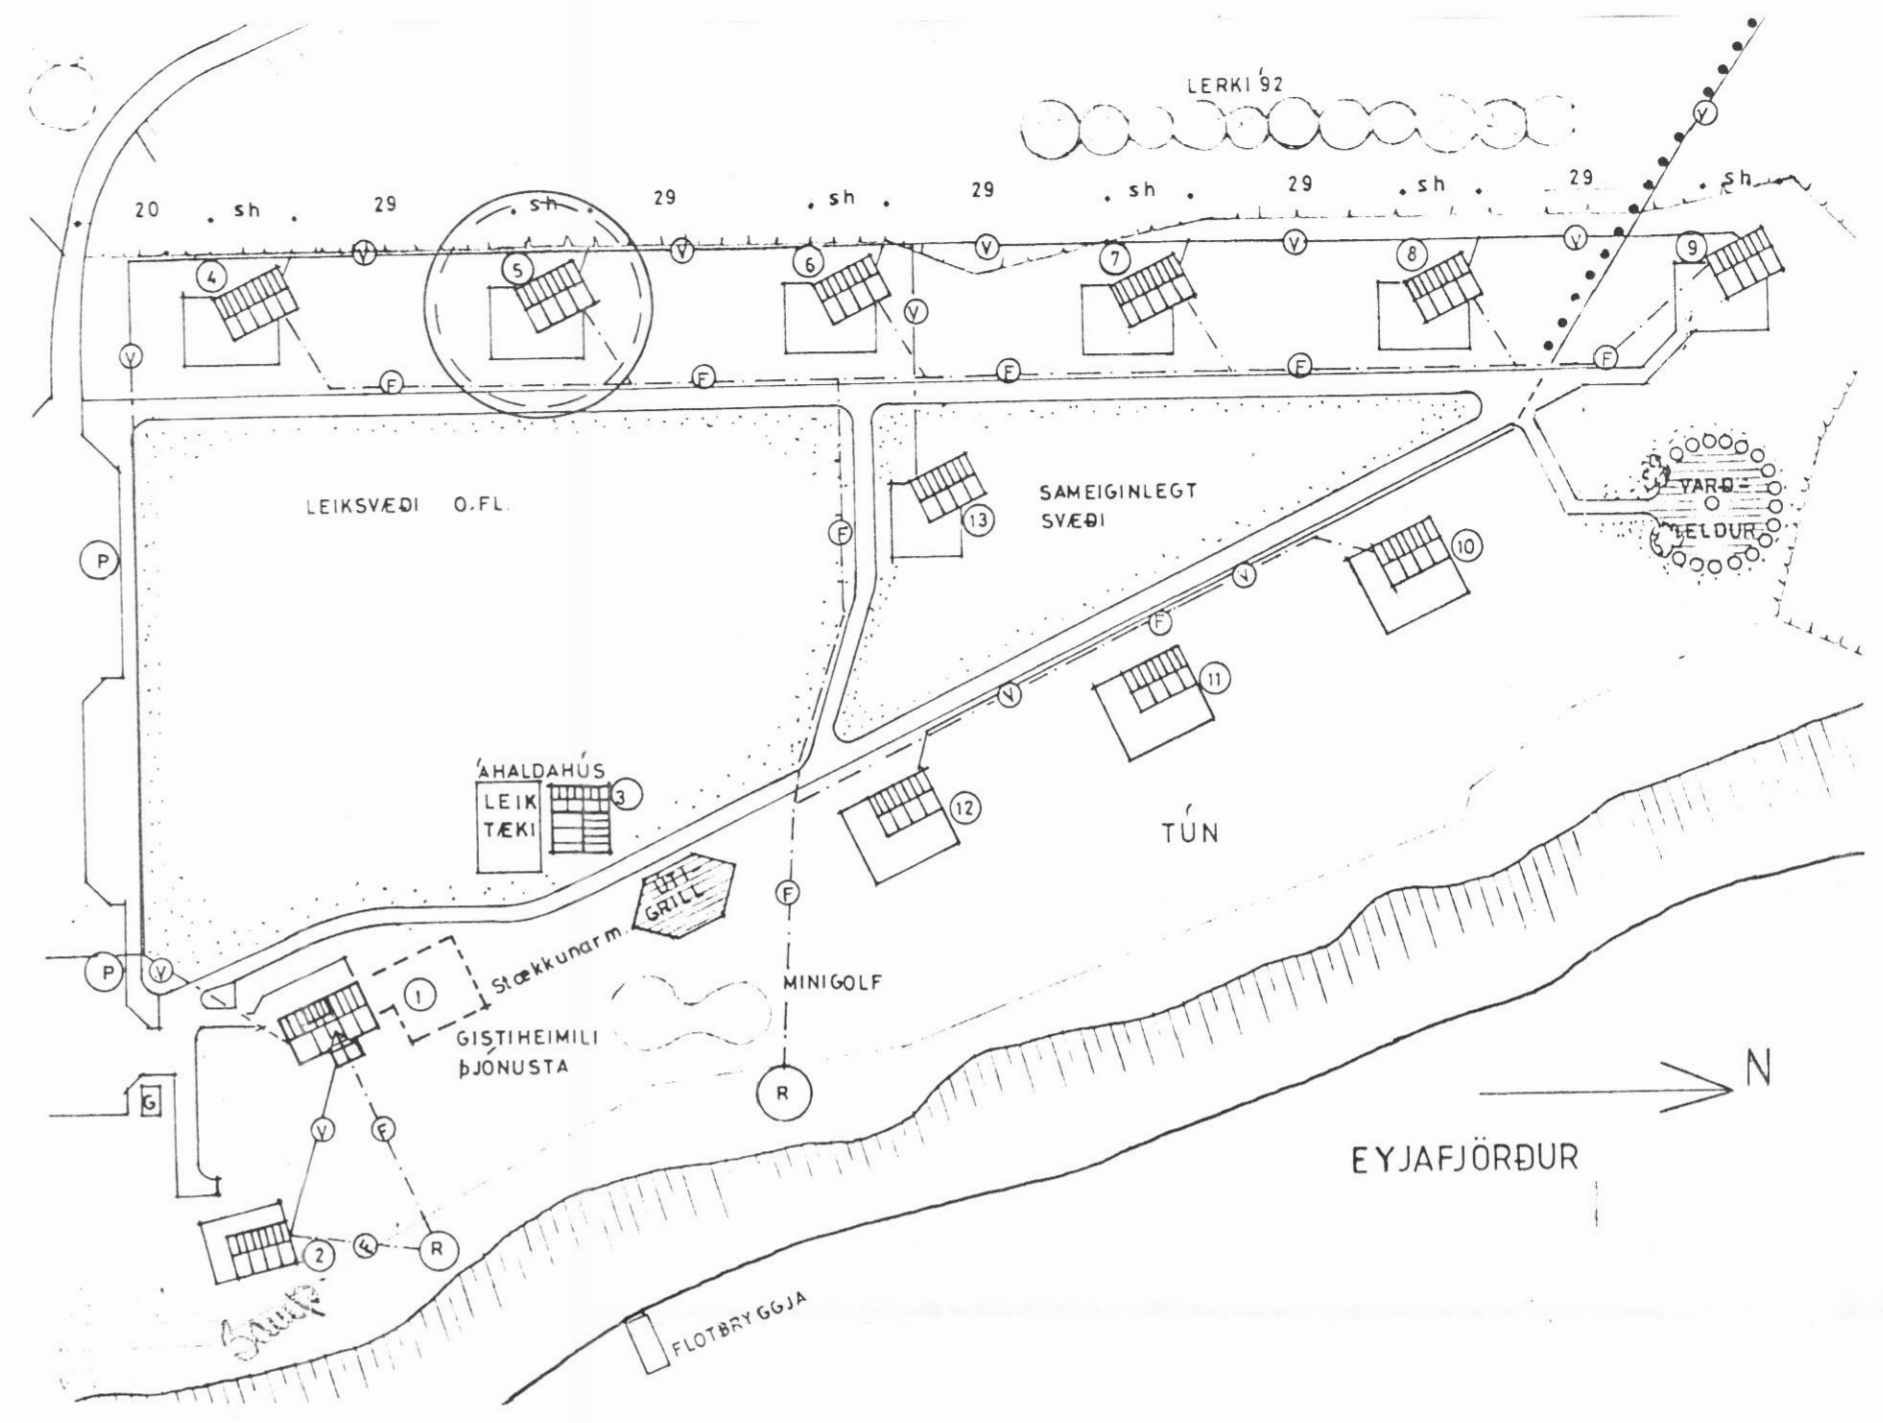 LERKI '92
20 sh 29 sh 29 sh 29 sh 29 sh 29 sh
V
4 V 5 V 6 V 7 V 8 V 9
V
V
F F F F F
LEIKSVÆÐI O.FL.
SAMEIGINLEGT
SVÆÐI
VARÐ-
ELDUR
13
F
10
P
V
F
11
V
ÁHALDAHÚS
LEIK
TÆKI
3
12
TÚN
ÚTI-
GRILL
F
Stækkunarm.
P
V
1
MINIGOLF
GISTIHEIMILI
ÞJÓNUSTA
R
N
G
V
F
EYJAFJÖRÐUR
2
F
R
FLOTBRYGGJA